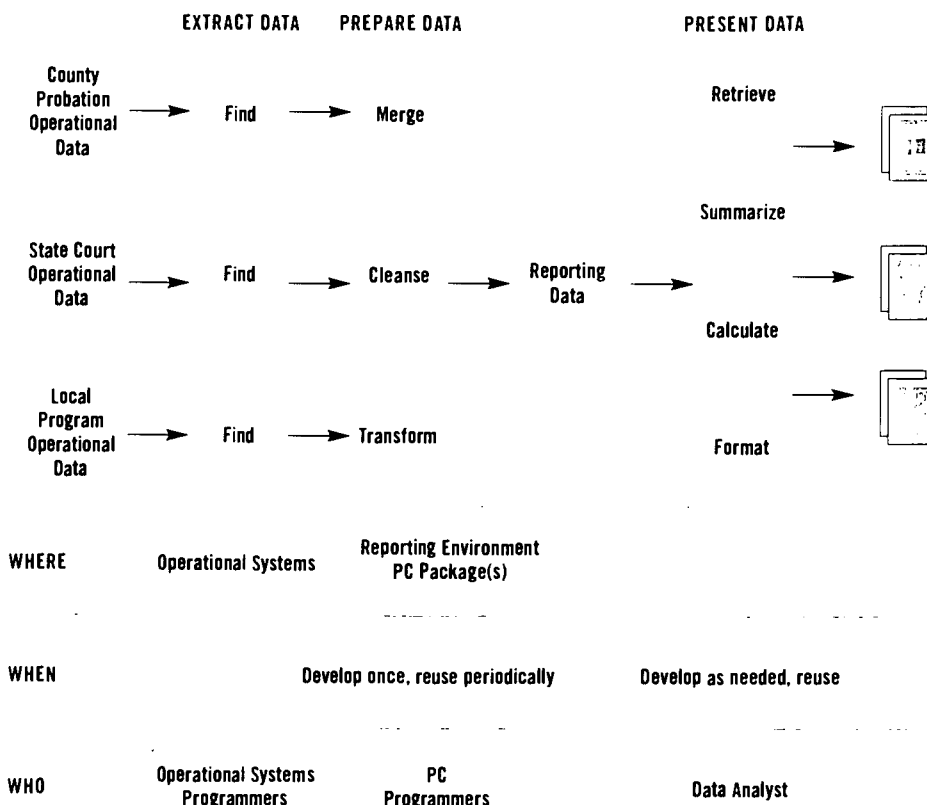 EXTRACT DATA PREPARE DATA PRESENT DATA
County
Probation
Operational
Data
Find
Merge
Retrieve
Summarize
State Court
Operational
Data
Find
Cleanse
Reporting
Data
Calculate
Local
Program
Operational
Data
Find
Transform
Format
WHERE
Operational Systems
Reporting Environment
PC Package(s)
WHEN
Develop once, reuse periodically
Develop as needed, reuse
WHO
Operational Systems
Programmers
PC
Programmers
Data Analyst